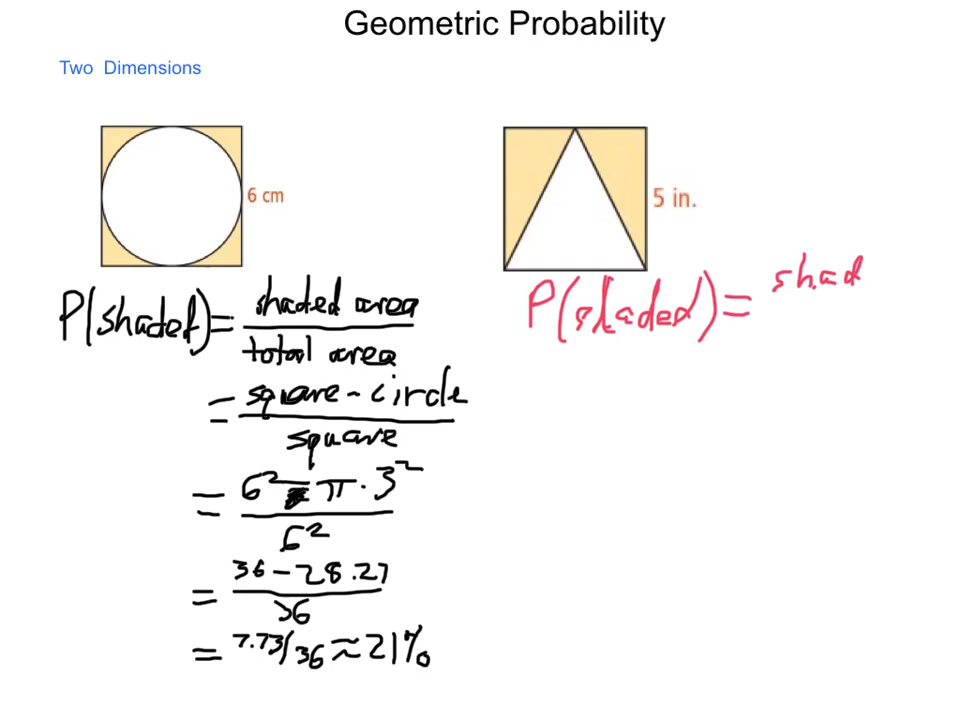 Geometric Probability
Two Dimensions
6 cm
P(shaded) = shaded area / total area
= square - circle / square
= 6² - π · 3² / 6²
= 36 - 28.27 / 36
= 7.73/36 ≈ 21%
5 in.
P(shaded) = shad